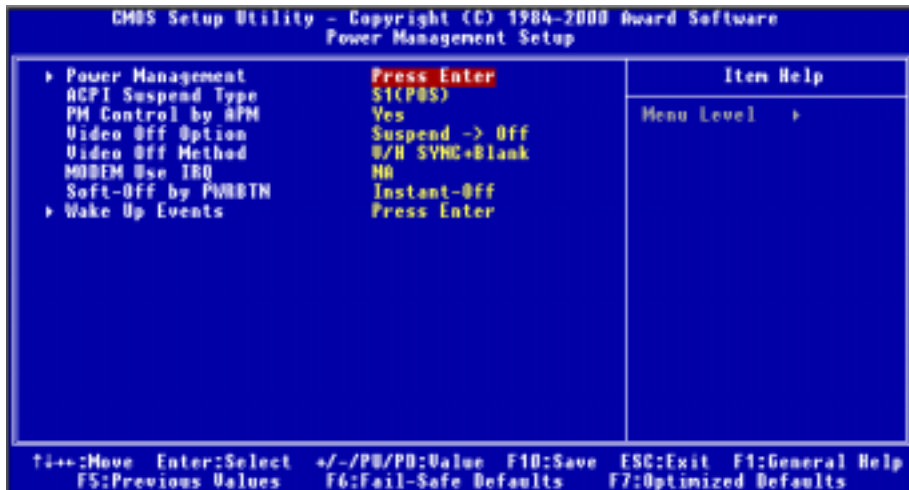 CMOS Setup Utility - Copyright (C) 1984-2000 Award Software
Power Management Setup
▸ Power Management Press Enter
ACPI Suspend Type S1(POS)
PM Control by APM Yes
Video Off Option Suspend -> Off
Video Off Method V/H SYNC+Blank
MODEM Use IRQ NA
Soft-Off by PWRBTN Instant-Off
▸ Wake Up Events Press Enter
Item Help
Menu Level ▸
↑↓→←:Move Enter:Select +/-/PU/PD:Value F10:Save ESC:Exit F1:General Help
F5:Previous Values F6:Fail-Safe Defaults F7:Optimized Defaults